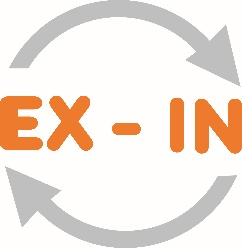 EX - IN